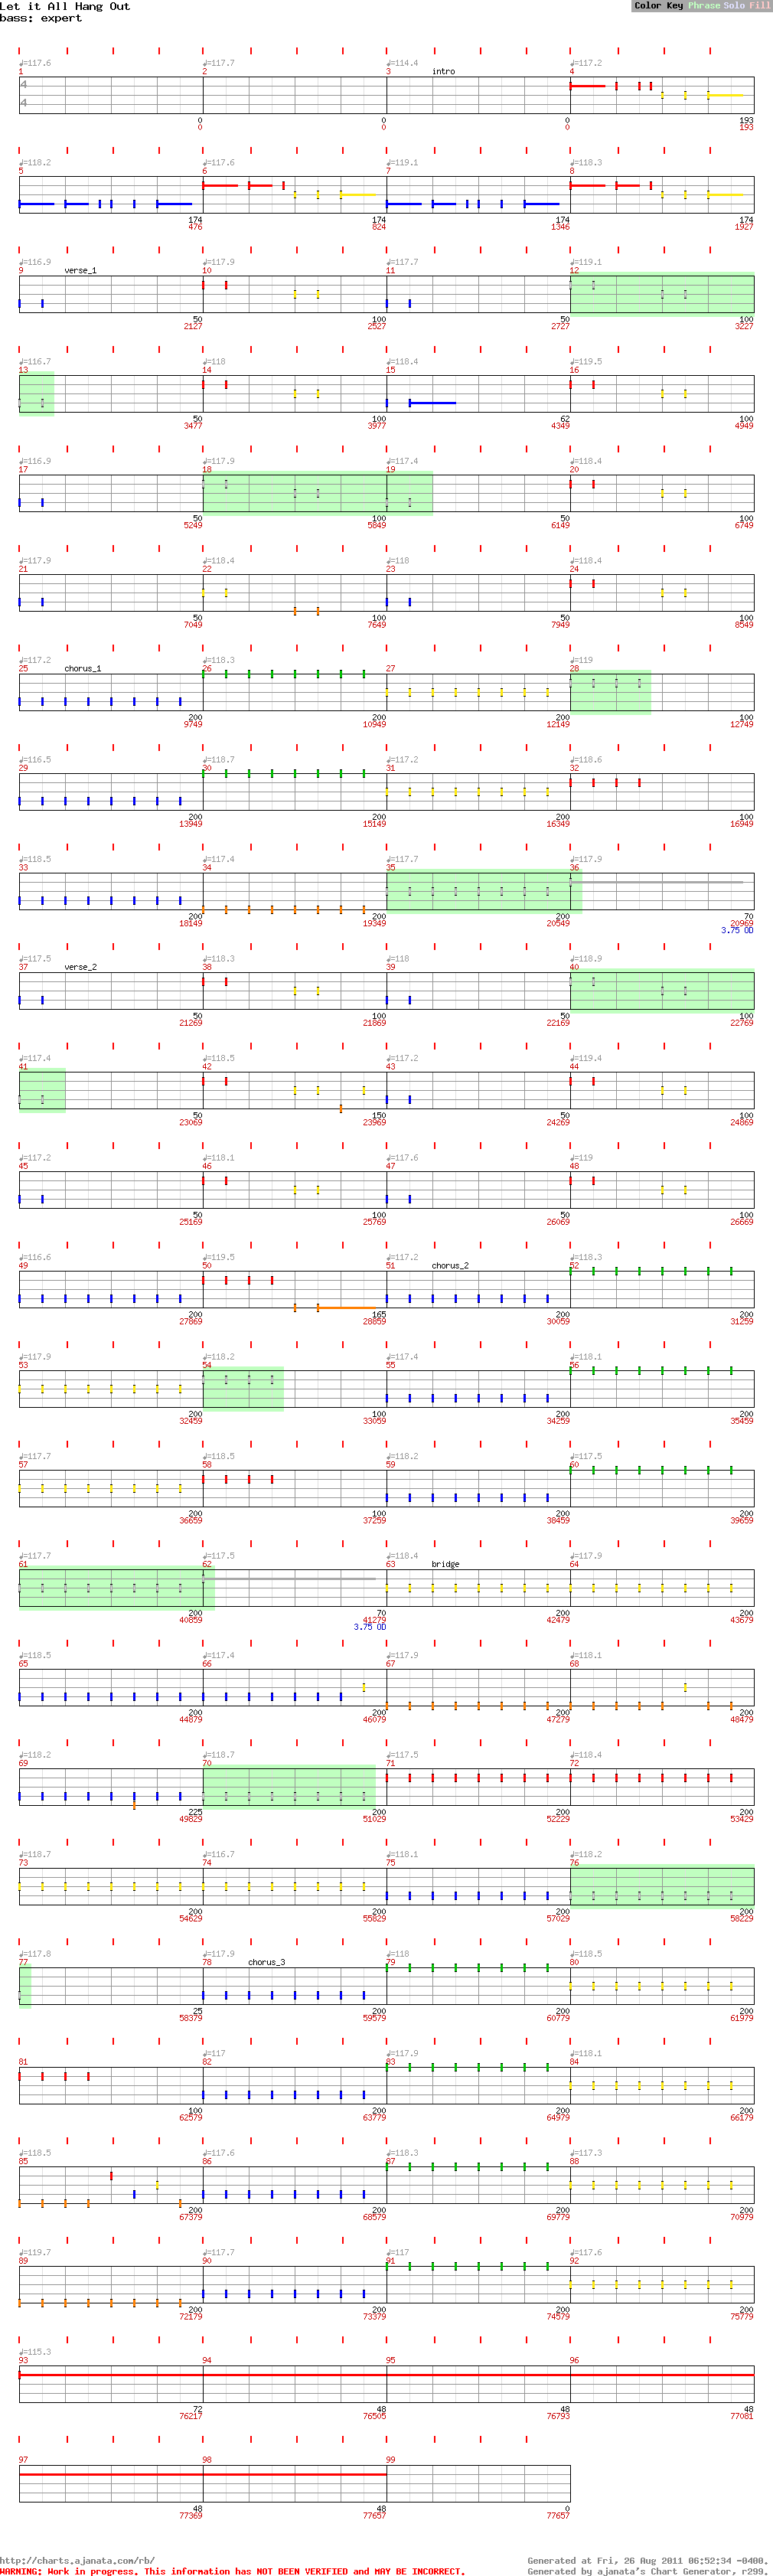 Let it All Hang Out
bass: expert
Color Key Phrase Solo Fill
♩=117.6 ♩=117.7 ♩=114.4 ♩=117.2
1 2 3 intro 4
4
4
0 0 0 193
0 0 0 193
♩=118.2 ♩=117.6 ♩=119.1 ♩=118.3
5 6 7 8
174 174 174 174
476 824 1346 1927
♩=116.9 ♩=117.9 ♩=117.7 ♩=119.1
9 verse_1 10 11 12
50 100 50 100
2127 2527 2727 3227
♩=116.7 ♩=118 ♩=118.4 ♩=119.5
13 14 15 16
50 100 62 100
3477 3977 4349 4949
♩=116.9 ♩=117.9 ♩=117.4 ♩=118.4
17 18 19 20
50 100 50 100
5249 5849 6149 6749
♩=117.9 ♩=118.4 ♩=118 ♩=118.4
21 22 23 24
50 100 50 100
7049 7649 7949 8549
♩=117.2 ♩=118.3 ♩=119
25 chorus_1 26 27 28
200 200 200 100
9749 10949 12149 12749
♩=116.5 ♩=118.7 ♩=117.2 ♩=118.6
29 30 31 32
200 200 200 100
13949 15149 16349 16949
♩=118.5 ♩=117.4 ♩=117.7 ♩=117.9
33 34 35 36
200 200 200 70
18149 19349 20549 20969
3.75 OD
♩=117.5 ♩=118.3 ♩=118 ♩=118.9
37 verse_2 38 39 40
50 100 50 100
21269 21869 22169 22769
♩=117.4 ♩=118.5 ♩=117.2 ♩=119.4
41 42 43 44
50 150 50 100
23069 23969 24269 24869
♩=117.2 ♩=118.1 ♩=117.6 ♩=119
45 46 47 48
50 100 50 100
25169 25769 26069 26669
♩=116.6 ♩=119.5 ♩=117.2 ♩=118.3
49 50 51 chorus_2 52
200 165 200 200
27869 28859 30059 31259
♩=117.9 ♩=118.2 ♩=117.4 ♩=118.1
53 54 55 56
200 100 200 200
32459 33059 34259 35459
♩=117.7 ♩=118.5 ♩=118.2 ♩=117.5
57 58 59 60
200 100 200 200
36659 37259 38459 39659
♩=117.7 ♩=117.5 ♩=118.4 ♩=117.9
61 62 63 bridge 64
200 70 200 200
40859 41279 42479 43679
3.75 OD
♩=118.5 ♩=117.4 ♩=117.9 ♩=118.1
65 66 67 68
200 200 200 200
44879 46079 47279 48479
♩=118.2 ♩=118.7 ♩=117.5 ♩=118.4
69 70 71 72
225 200 200 200
49829 51029 52229 53429
♩=118.7 ♩=116.7 ♩=118.1 ♩=118.2
73 74 75 76
200 200 200 200
54629 55829 57029 58229
♩=117.8 ♩=117.9 ♩=118 ♩=118.5
77 78 chorus_3 79 80
25 200 200 200
58379 59579 60779 61979
♩=117 ♩=117.9 ♩=118.1
81 82 83 84
100 200 200 200
62579 63779 64979 66179
♩=118.5 ♩=117.6 ♩=118.3 ♩=117.3
85 86 87 88
200 200 200 200
67379 68579 69779 70979
♩=119.7 ♩=117.7 ♩=117 ♩=117.6
89 90 91 92
200 200 200 200
72179 73379 74579 75779
♩=115.3
93 94 95 96
72 48 48 48
76217 76505 76793 77081
97 98 99
48 48 0
77369 77657 77657
http://charts.ajanata.com/rb/ Generated at Fri, 26 Aug 2011 06:52:34 -0400.
WARNING: Work in progress. This information has NOT BEEN VERIFIED and MAY BE INCORRECT. Generated by ajanata's Chart Generator, r299.